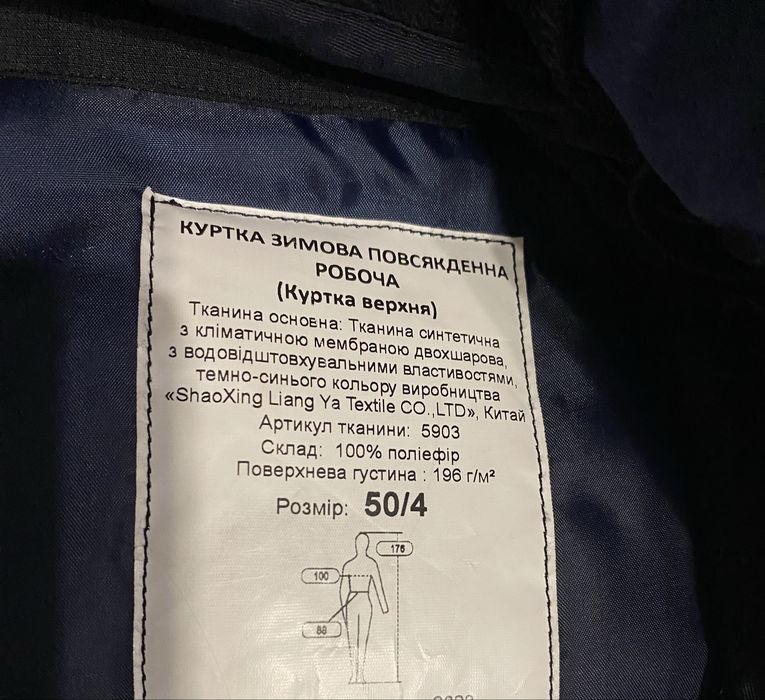 КУРТКА ЗИМОВА ПОВСЯКДЕННА
РОБОЧА
(Куртка верхня)
Тканина основна: Тканина синтетична
з кліматичною мембраною двохшарова,
з водовідштовхувальними властивостями,
темно-синього кольору виробництва
«ShaoXing Liang Ya Textile CO.,LTD», Китай
Артикул тканини: 5903
Склад: 100% поліефір
Поверхнева густина : 196 г/м²
Розмір: 50/4
176
100
88